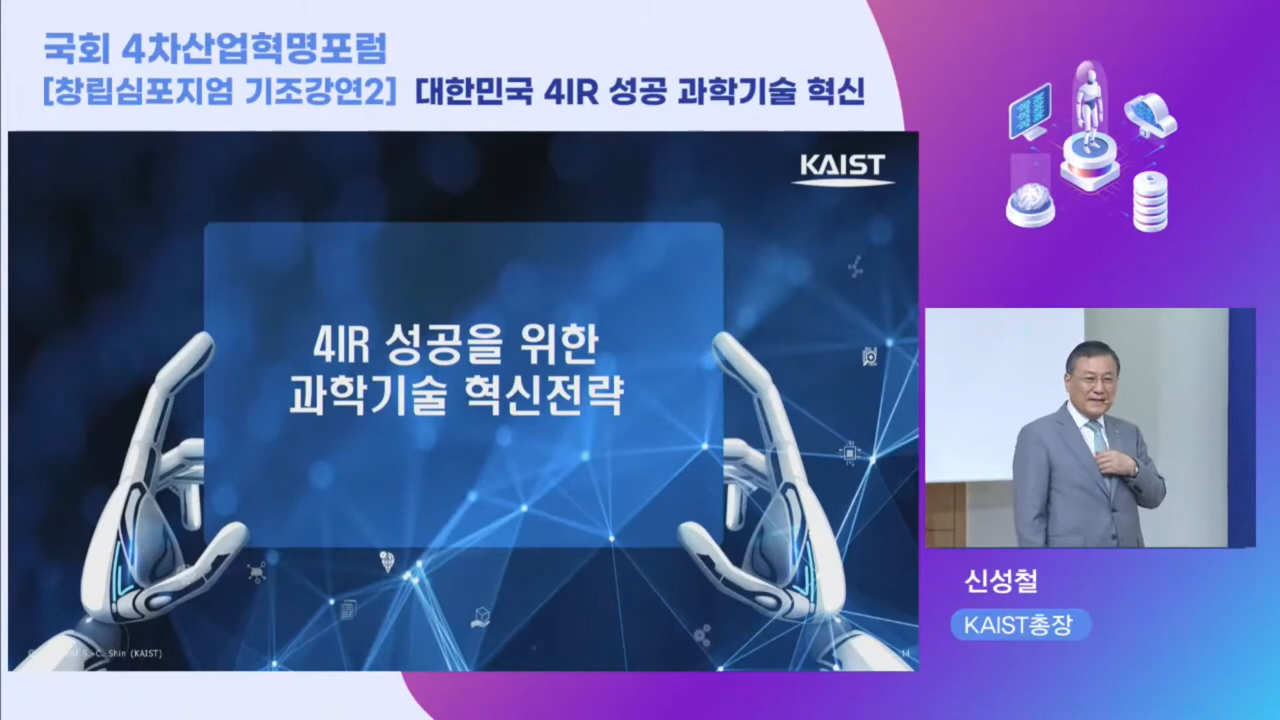 국회 4차산업혁명포럼
[창립심포지엄 기조강연2] 대한민국 4IR 성공 과학기술 혁신
KAIST
4IR 성공을 위한
과학기술 혁신전략
신성철
KAIST총장
C. Shin (KAIST)
14